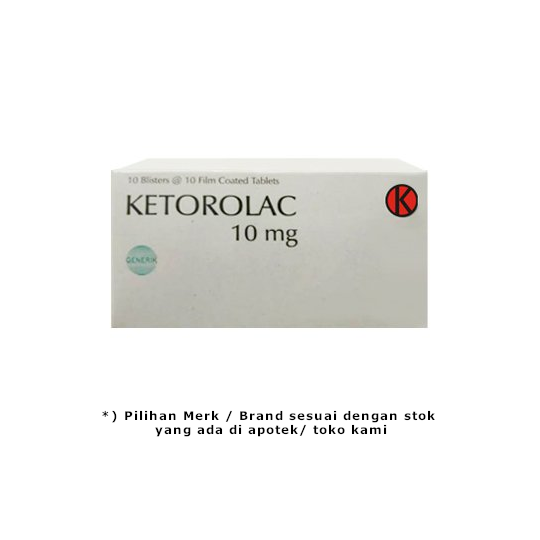 10 Blisters @ 10 Film Coated Tablets
KETOROLAC
10 mg
K
GENERIK
*) Pilihan Merk / Brand sesuai dengan stok
yang ada di apotek/ toko kami